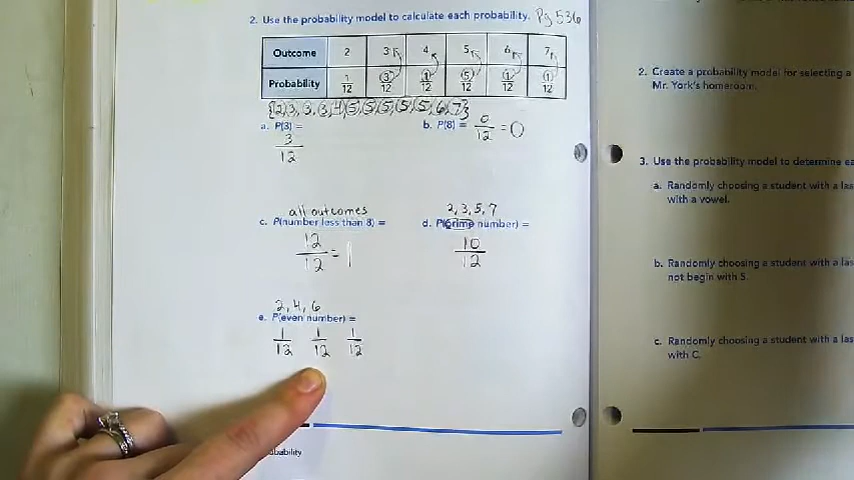 2. Use the probability model to calculate each probability. Pg 536
Outcome 2 3 4 5 6 7
Probability 1/12 3/12 1/12 5/12 1/12 1/12
{2,3,3,3,4,5,5,5,5,5,6,7}
a. P(3) =
3/12
b. P(8) = 0/12 = 0
all outcomes
c. P(number less than 8) =
12/12 = 1
2, 3, 5, 7
d. P(prime number) =
10/12
2, 4, 6
e. P(even number) =
1/12 1/12 1/12
2. Create a probability model for selecting a
Mr. York's homeroom.
3. Use the probability model to determine ea
a. Randomly choosing a student with a las
with a vowel.
b. Randomly choosing a student with a las
not begin with S.
c. Randomly choosing a student with a las
with C.